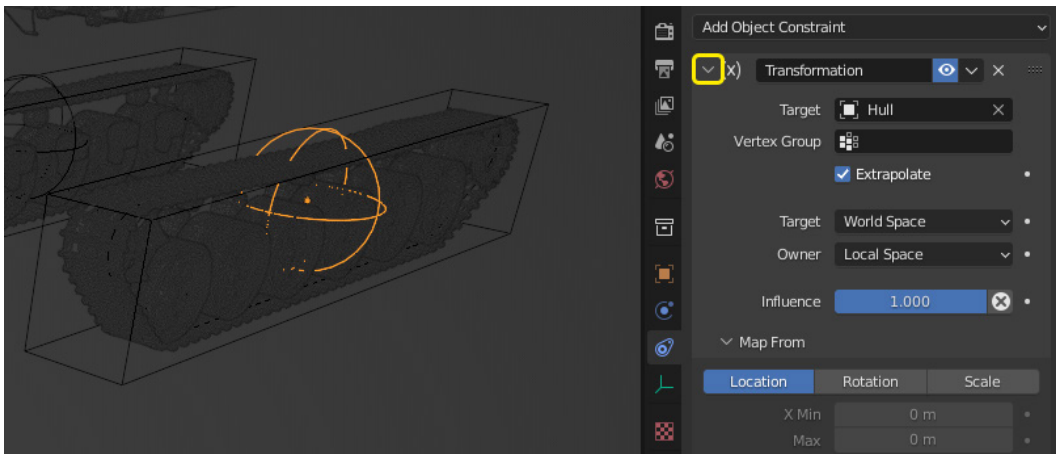 Add Object Constraint
(x) Transformation
Target Hull
Vertex Group
Extrapolate
Target World Space
Owner Local Space
Influence 1.000
Map From
Location Rotation Scale
X Min 0 m
Max 0 m